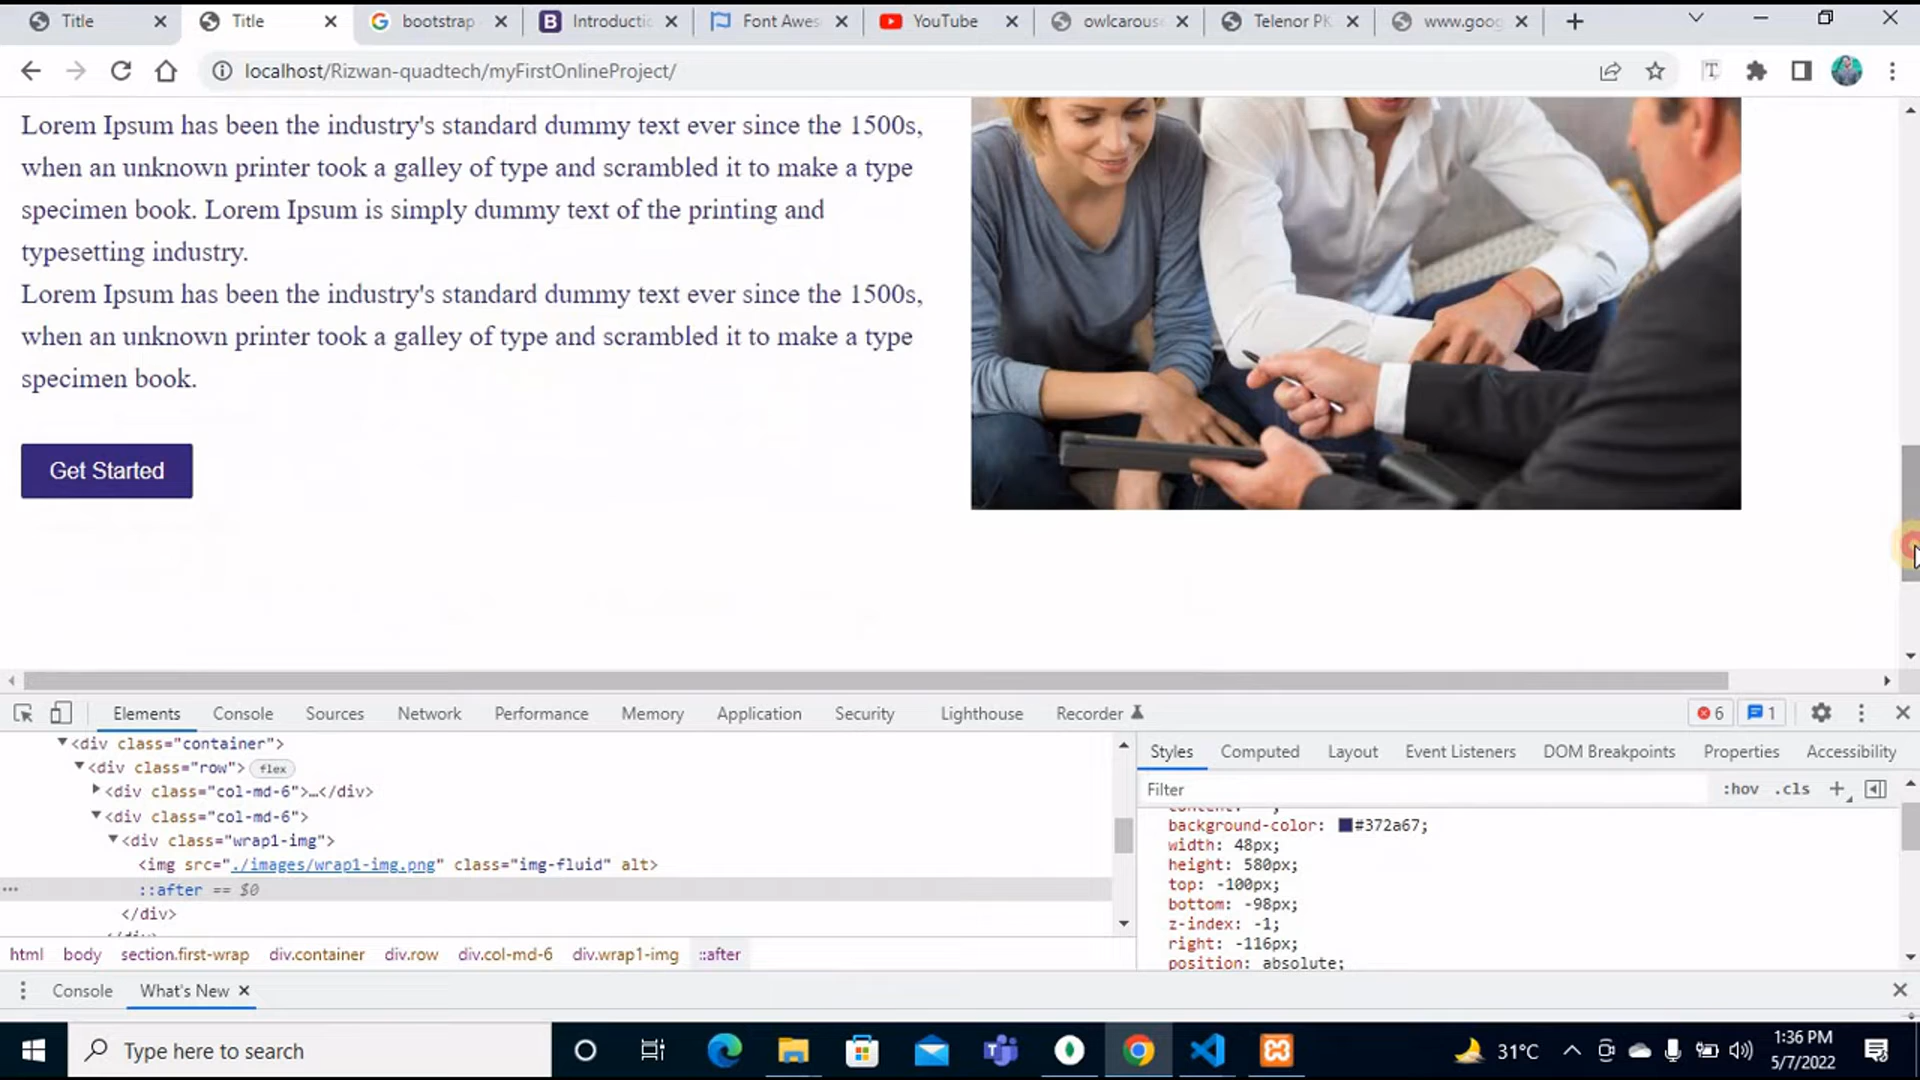 Title
Title
bootstrap
Introductio
Font Awes
YouTube
owlcarouse
Telenor PK
www.goog
localhost/Rizwan-quadtech/myFirstOnlineProject/
Lorem Ipsum has been the industry's standard dummy text ever since the 1500s,
when an unknown printer took a galley of type and scrambled it to make a type
specimen book. Lorem Ipsum is simply dummy text of the printing and
typesetting industry.
Lorem Ipsum has been the industry's standard dummy text ever since the 1500s,
when an unknown printer took a galley of type and scrambled it to make a type
specimen book.
Get Started
Elements Console Sources Network Performance Memory Application Security Lighthouse Recorder 6 1
<div class="container">
<div class="row"> flex
<div class="col-md-6">…</div>
<div class="col-md-6">
<div class="wrap1-img">
<img src="./images/wrap1-img.png" class="img-fluid" alt>
::after == $0
</div>
html body section.first-wrap div.container div.row div.col-md-6 div.wrap1-img ::after
Styles Computed Layout Event Listeners DOM Breakpoints Properties Accessibility
Filter :hov .cls
background-color: #372a67;
width: 48px;
height: 580px;
top: -100px;
bottom: -98px;
z-index: -1;
right: -116px;
position: absolute;
Console What's New
Type here to search
31°C
1:36 PM
5/7/2022